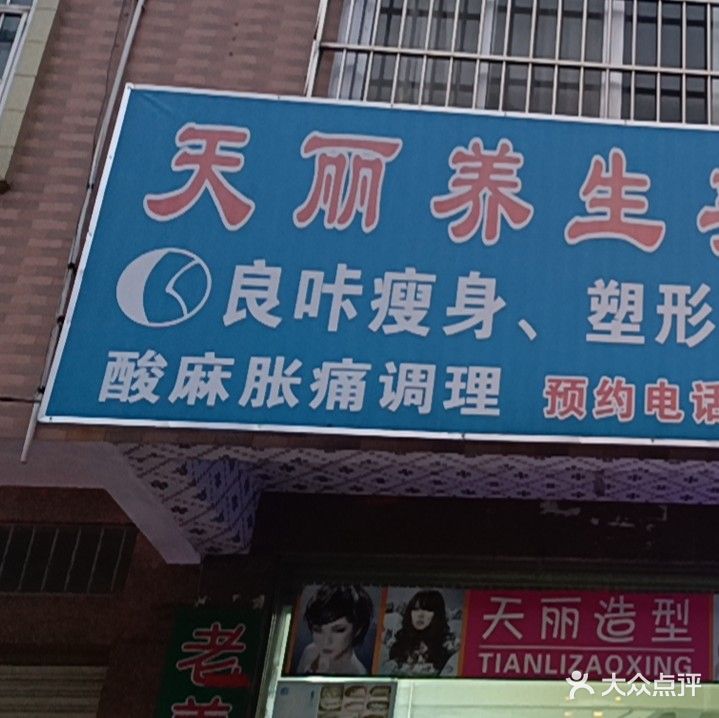 天丽养生
良咔瘦身、塑形
酸麻胀痛调理 预约电话
天丽造型
TIANLIZAOXING
老
大众点评